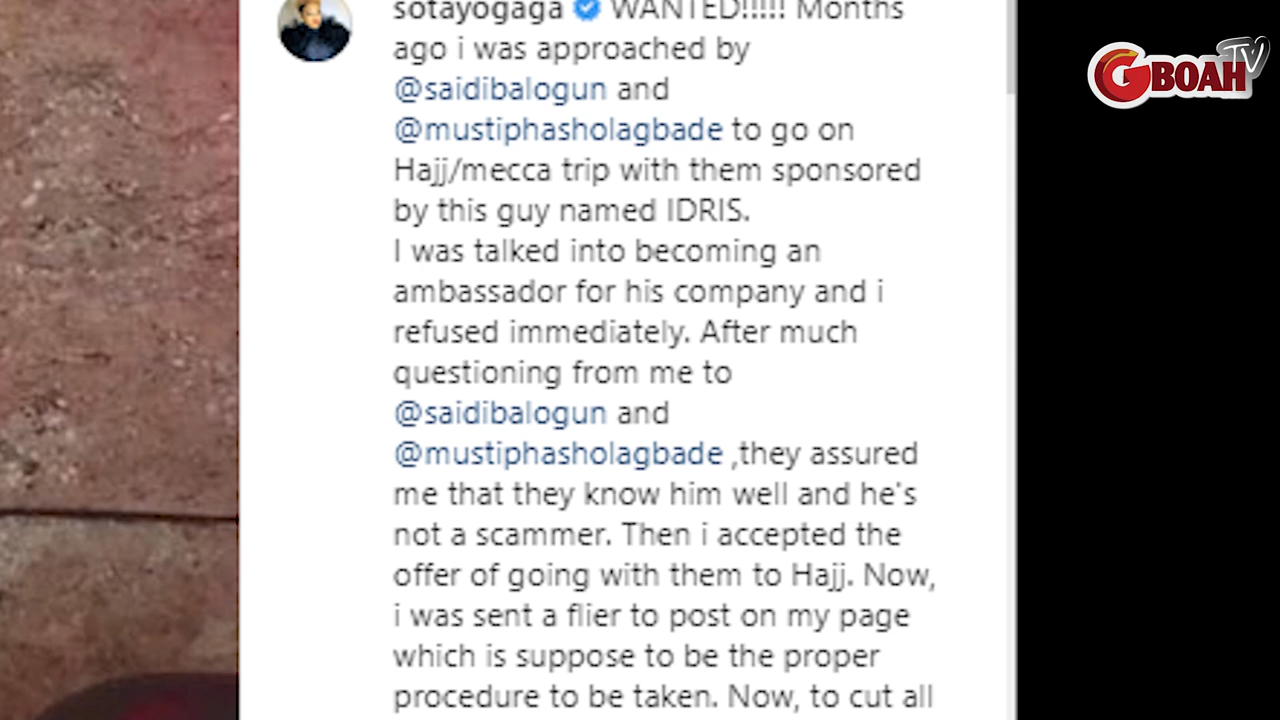 sotayogaga WANTED!!!!! Months
ago i was approached by
@saidibalogun and
@mustiphasholagbade to go on
Hajj/mecca trip with them sponsored
by this guy named IDRIS.
I was talked into becoming an
ambassador for his company and i
refused immediately. After much
questioning from me to
@saidibalogun and
@mustiphasholagbade ,they assured
me that they know him well and he's
not a scammer. Then i accepted the
offer of going with them to Hajj. Now,
i was sent a flier to post on my page
which is suppose to be the proper
procedure to be taken. Now, to cut all
GBOAH TV